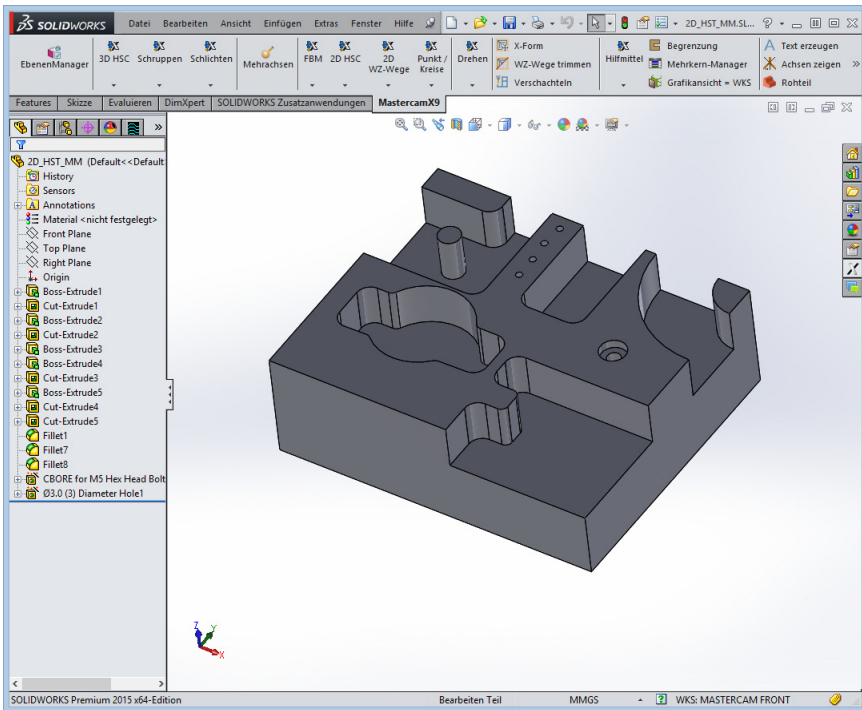 SOLIDWORKS Datei Bearbeiten Ansicht Einfügen Extras Fenster Hilfe 2D_HST_MM.SL... ?
EbenenManager 3D HSC Schruppen Schlichten Mehrachsen FBM 2D HSC 2D WZ-Wege Punkt / Kreise Drehen
X-Form
WZ-Wege trimmen
Verschachteln
Hilfmittel
Begrenzung
Mehrkern-Manager
Grafikansicht = WKS
Text erzeugen
Achsen zeigen »
Rohteil
Features Skizze Evaluieren DimXpert SOLIDWORKS Zusatzanwendungen MastercamX9
»
2D_HST_MM (Default<<Default
History
Sensors
Annotations
Material <nicht festgelegt>
Front Plane
Top Plane
Right Plane
Origin
Boss-Extrude1
Cut-Extrude1
Boss-Extrude2
Cut-Extrude2
Boss-Extrude3
Boss-Extrude4
Cut-Extrude3
Boss-Extrude5
Cut-Extrude4
Cut-Extrude5
Fillet1
Fillet7
Fillet8
CBORE for M5 Hex Head Bolt
Ø3.0 (3) Diameter Hole1
Z Y
X
SOLIDWORKS Premium 2015 x64-Edition Bearbeiten Teil MMGS ? WKS: MASTERCAM FRONT